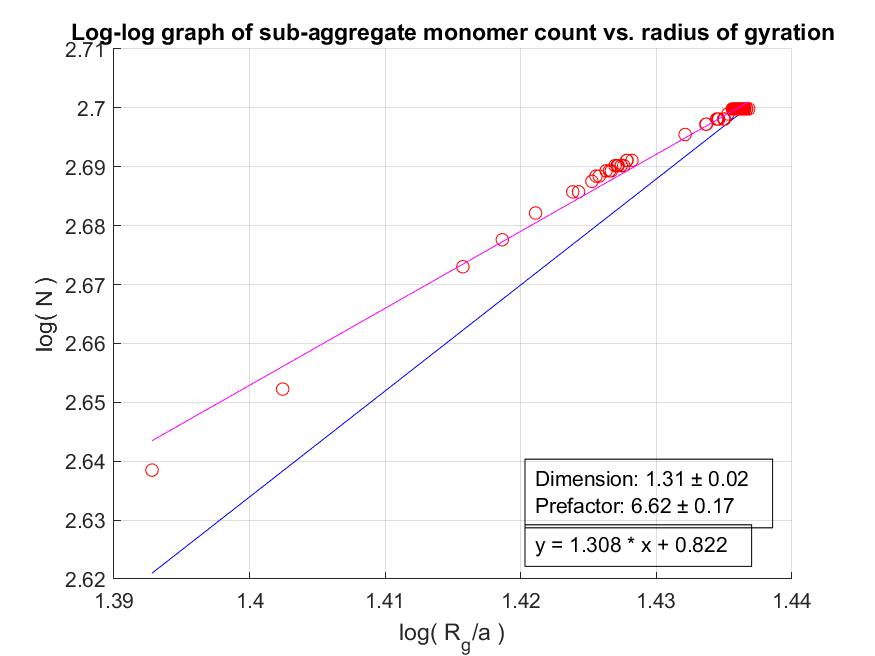 Log-log graph of sub-aggregate monomer count vs. radius of gyration
2.71
2.7
2.69
2.68
2.67
2.66
2.65
2.64
2.63
2.62
log( N )
Dimension: 1.31 ± 0.02
Prefactor: 6.62 ± 0.17
y = 1.308 * x + 0.822
1.39 1.4 1.41 1.42 1.43 1.44
log( R_g/a )